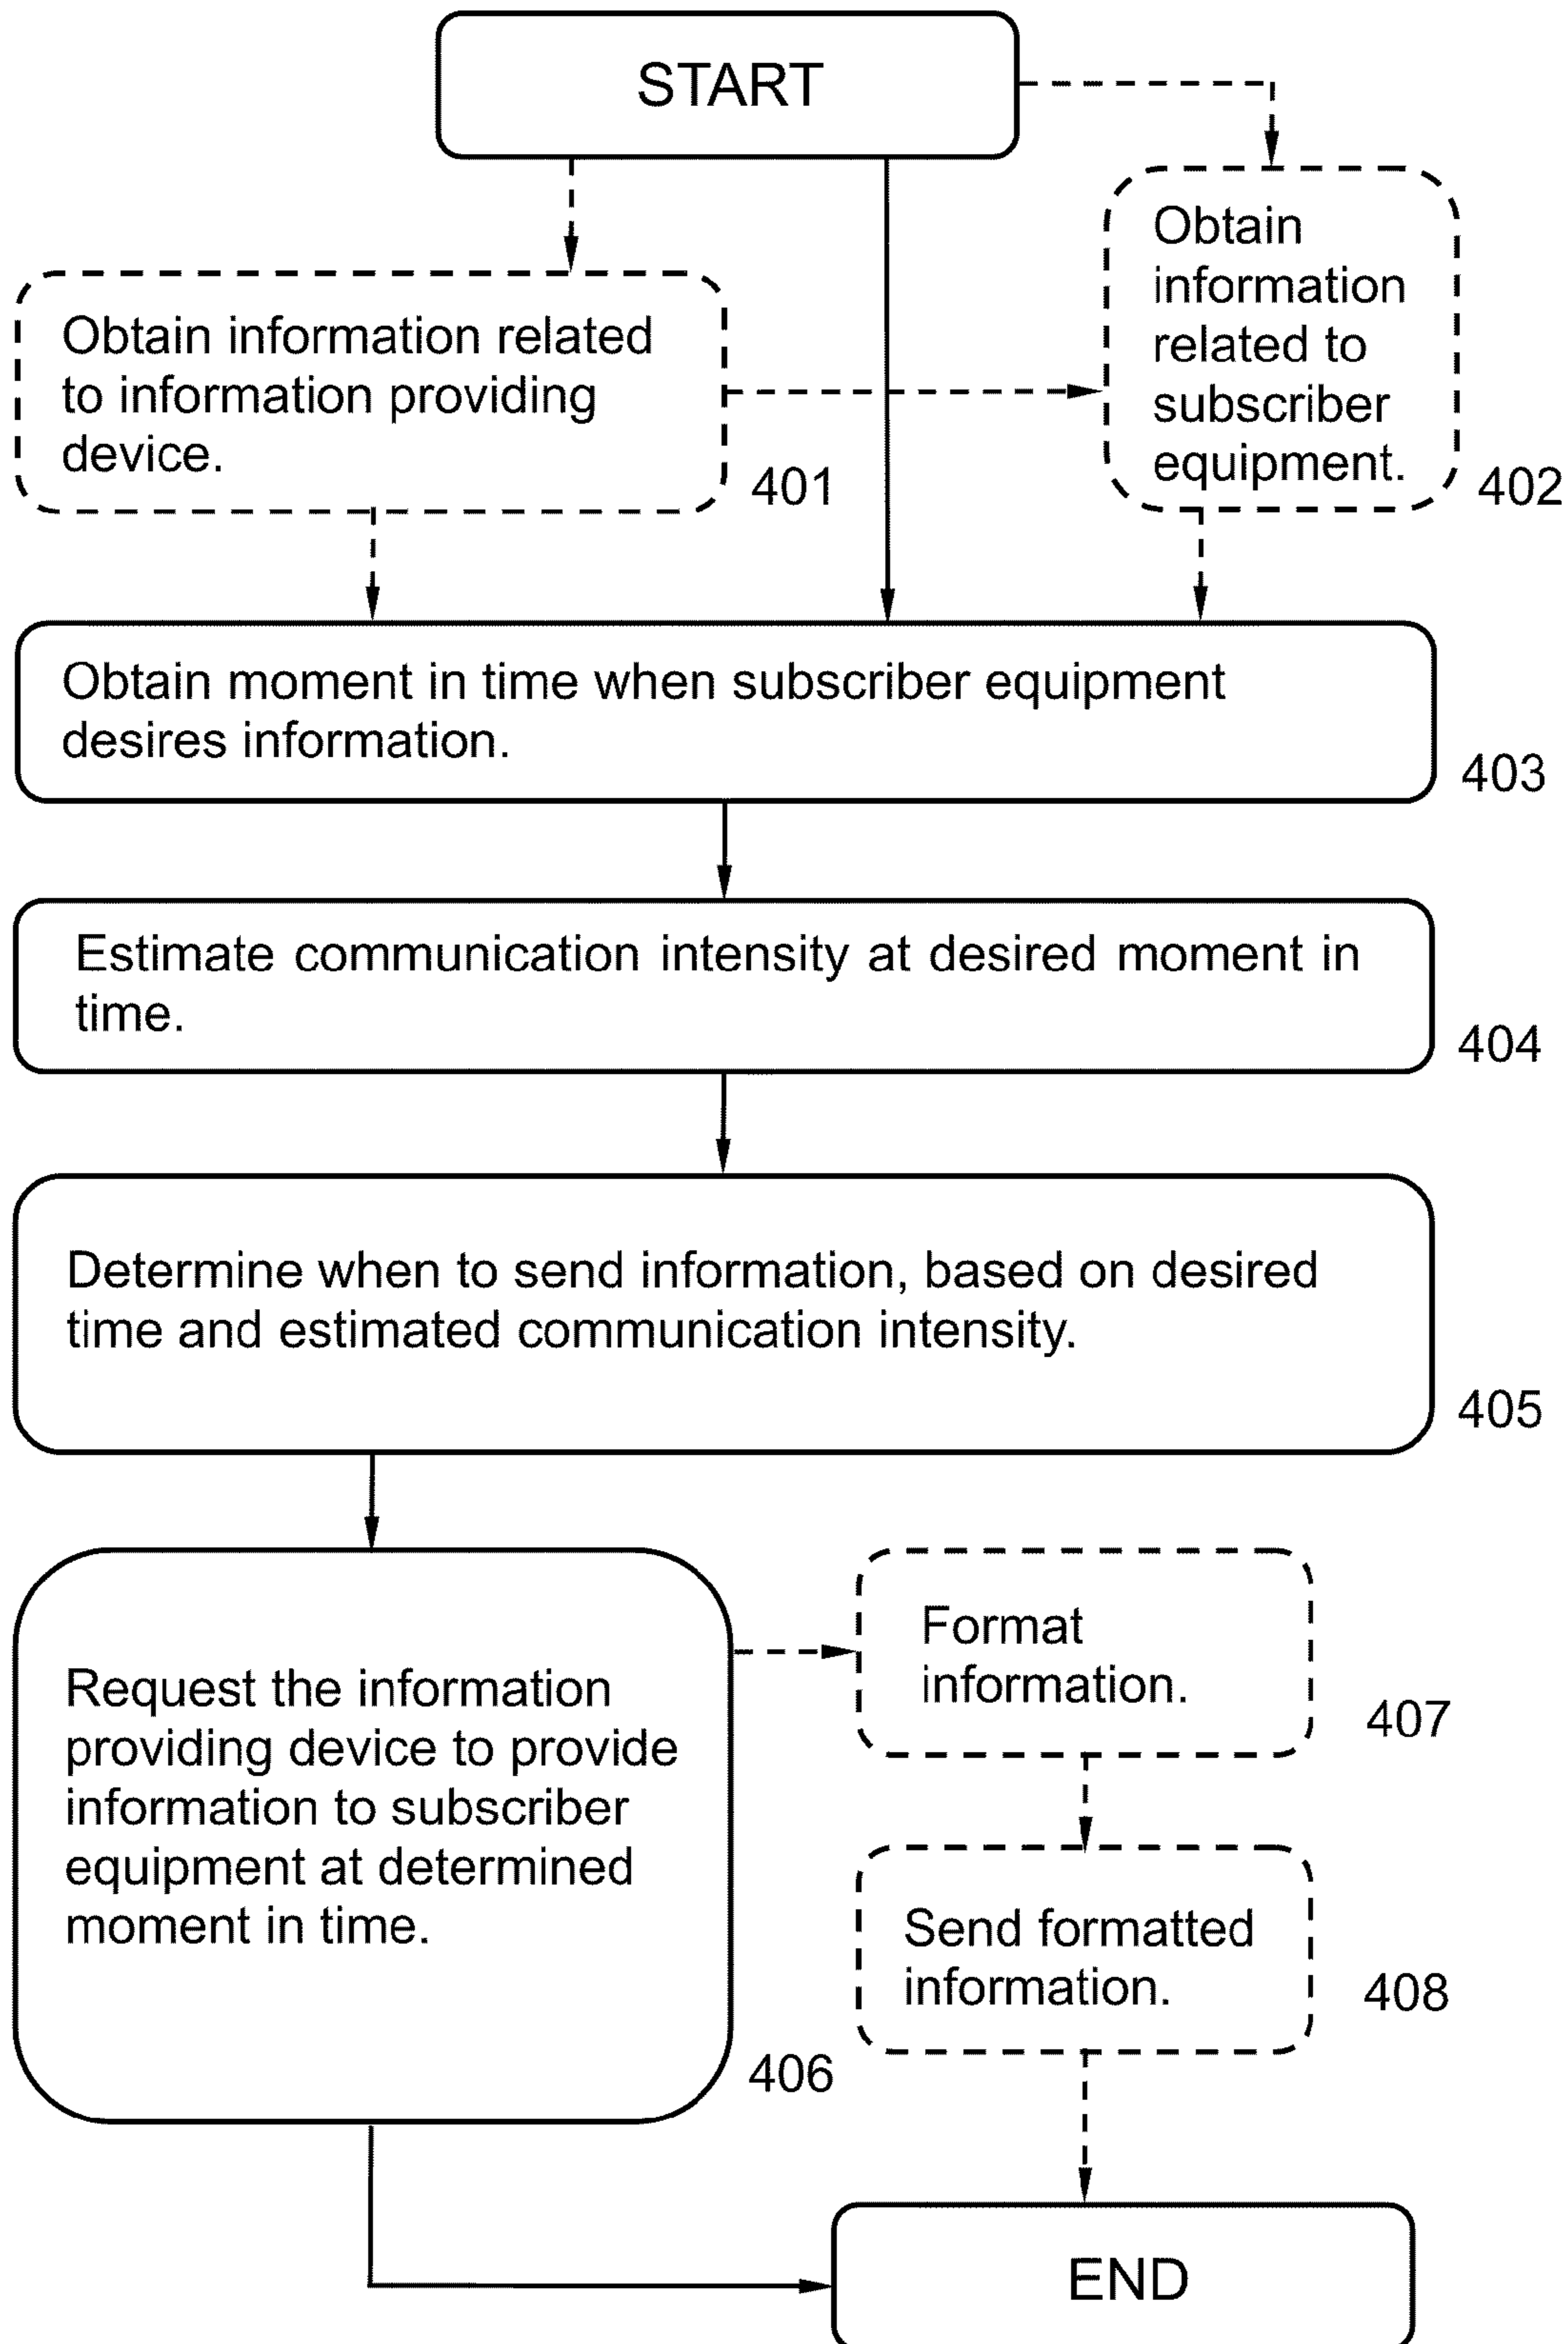 START
Obtain information related
to information providing
device.
401
Obtain
information
related to
subscriber
equipment.
402
Obtain moment in time when subscriber equipment
desires information.
403
Estimate communication intensity at desired moment in
time.
404
Determine when to send information, based on desired
time and estimated communication intensity.
405
Request the information
providing device to provide
information to subscriber
equipment at determined
moment in time.
406
Format
information.
407
Send formatted
information.
408
END